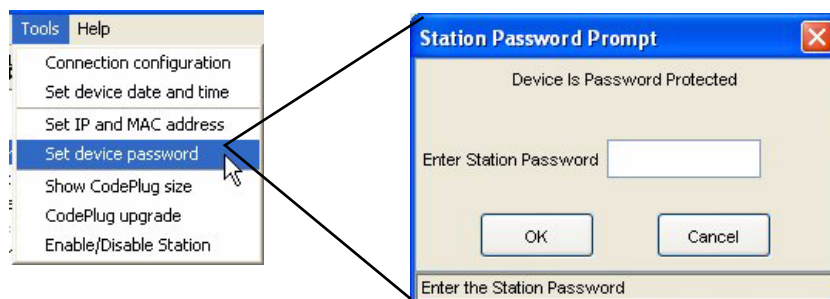 Tools Help
Connection configuration
Set device date and time
Set IP and MAC address
Set device password
Show CodePlug size
CodePlug upgrade
Enable/Disable Station
Station Password Prompt
Device Is Password Protected
Enter Station Password
OK Cancel
Enter the Station Password